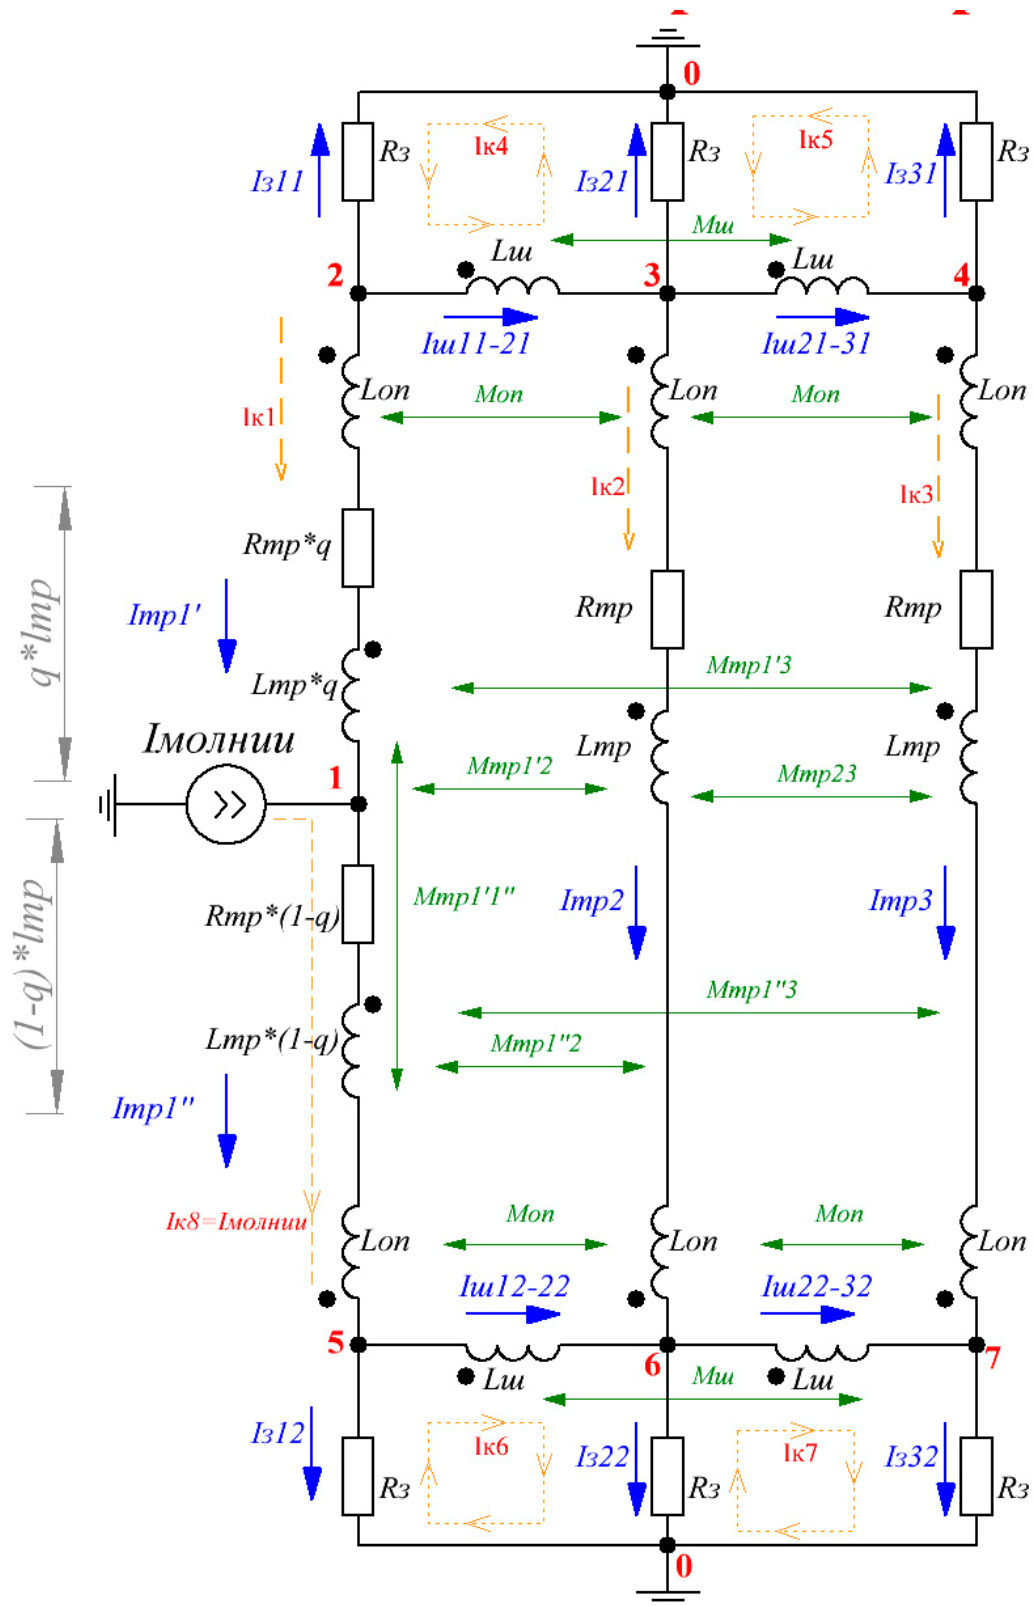 0
Rз
Iк4
Rз
Iк5
Rз
Iз11
Iз21
Iз31
Mш
Lш
Lш
2
3
4
Iш11-21
Iш21-31
Lоп
Mоп
Lоп
Mоп
Lоп
Iк1
Iк2
Iк3
Rтр*q
q*lтр
Iтр1'
Rтр
Rтр
Mтр1'3
Lтр*q
Iмолнии
Lтр
Lтр
Mтр1'2
Mтр23
1
Rтр*(1-q)
Mтр1'1"
Iтр2
Iтр3
(1-q)*lтр
Mтр1"3
Lтр*(1-q)
Mтр1"2
Iтр1"
Iк8=Iмолнии
Mоп
Mоп
Lоп
Lоп
Lоп
Iш12-22
Iш22-32
5
6
7
Lш
Mш
Lш
Iз12
Iк6
Iз22
Iк7
Iз32
Rз
Rз
Rз
0